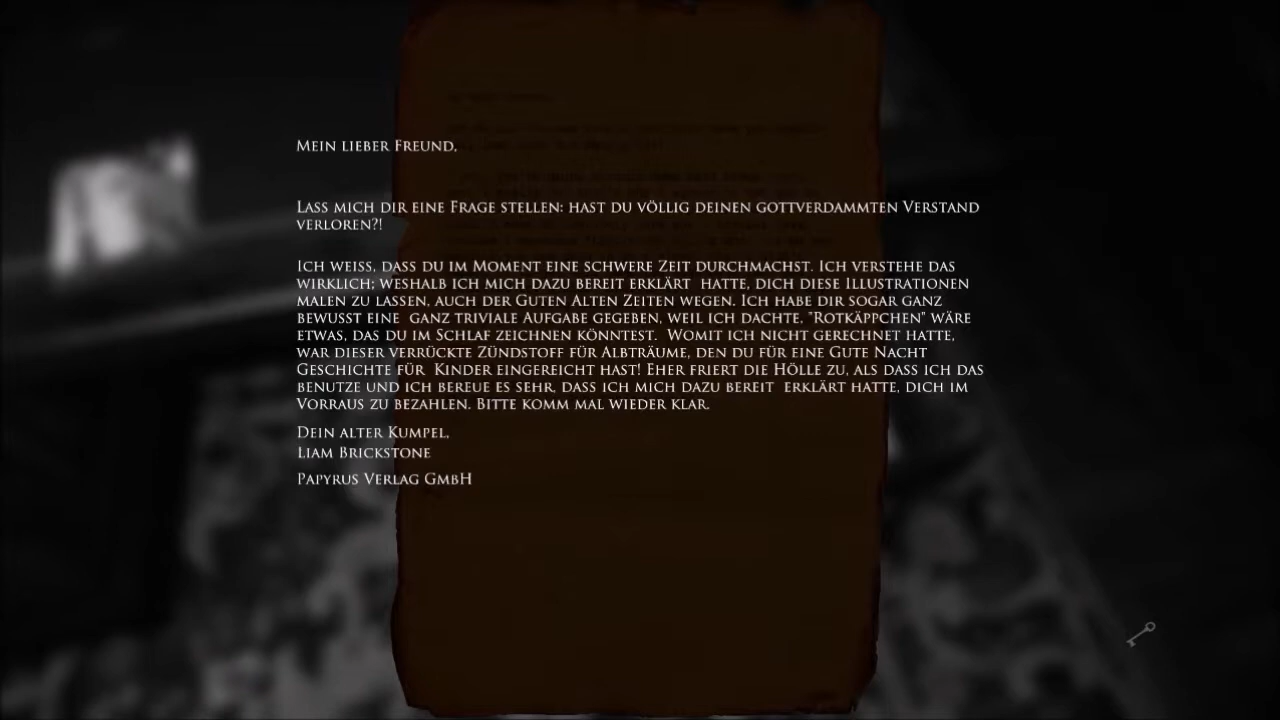 Mein lieber Freund,
Lass mich dir eine Frage stellen: hast du völlig deinen gottverdammten Verstand
verloren?!
Ich weiss, dass du im Moment eine schwere Zeit durchmachst. Ich verstehe das
wirklich; weshalb ich mich dazu bereit erklärt hatte, dich diese Illustrationen
malen zu lassen, auch der Guten Alten Zeiten wegen. Ich habe dir sogar ganz
bewusst eine ganz triviale Aufgabe gegeben, weil ich dachte, "Rotkäppchen" wäre
etwas, das du im Schlaf zeichnen könntest. Womit ich nicht gerechnet hatte,
war dieser verrückte Zündstoff für Albträume, den du für eine Gute Nacht
Geschichte für Kinder eingereicht hast! Eher friert die Hölle zu, als dass ich das
benutze und ich bereue es sehr, dass ich mich dazu bereit erklärt hatte, dich im
Vorraus zu bezahlen. Bitte komm mal wieder klar.
Dein alter Kumpel,
Liam Brickstone
Papyrus Verlag GmbH